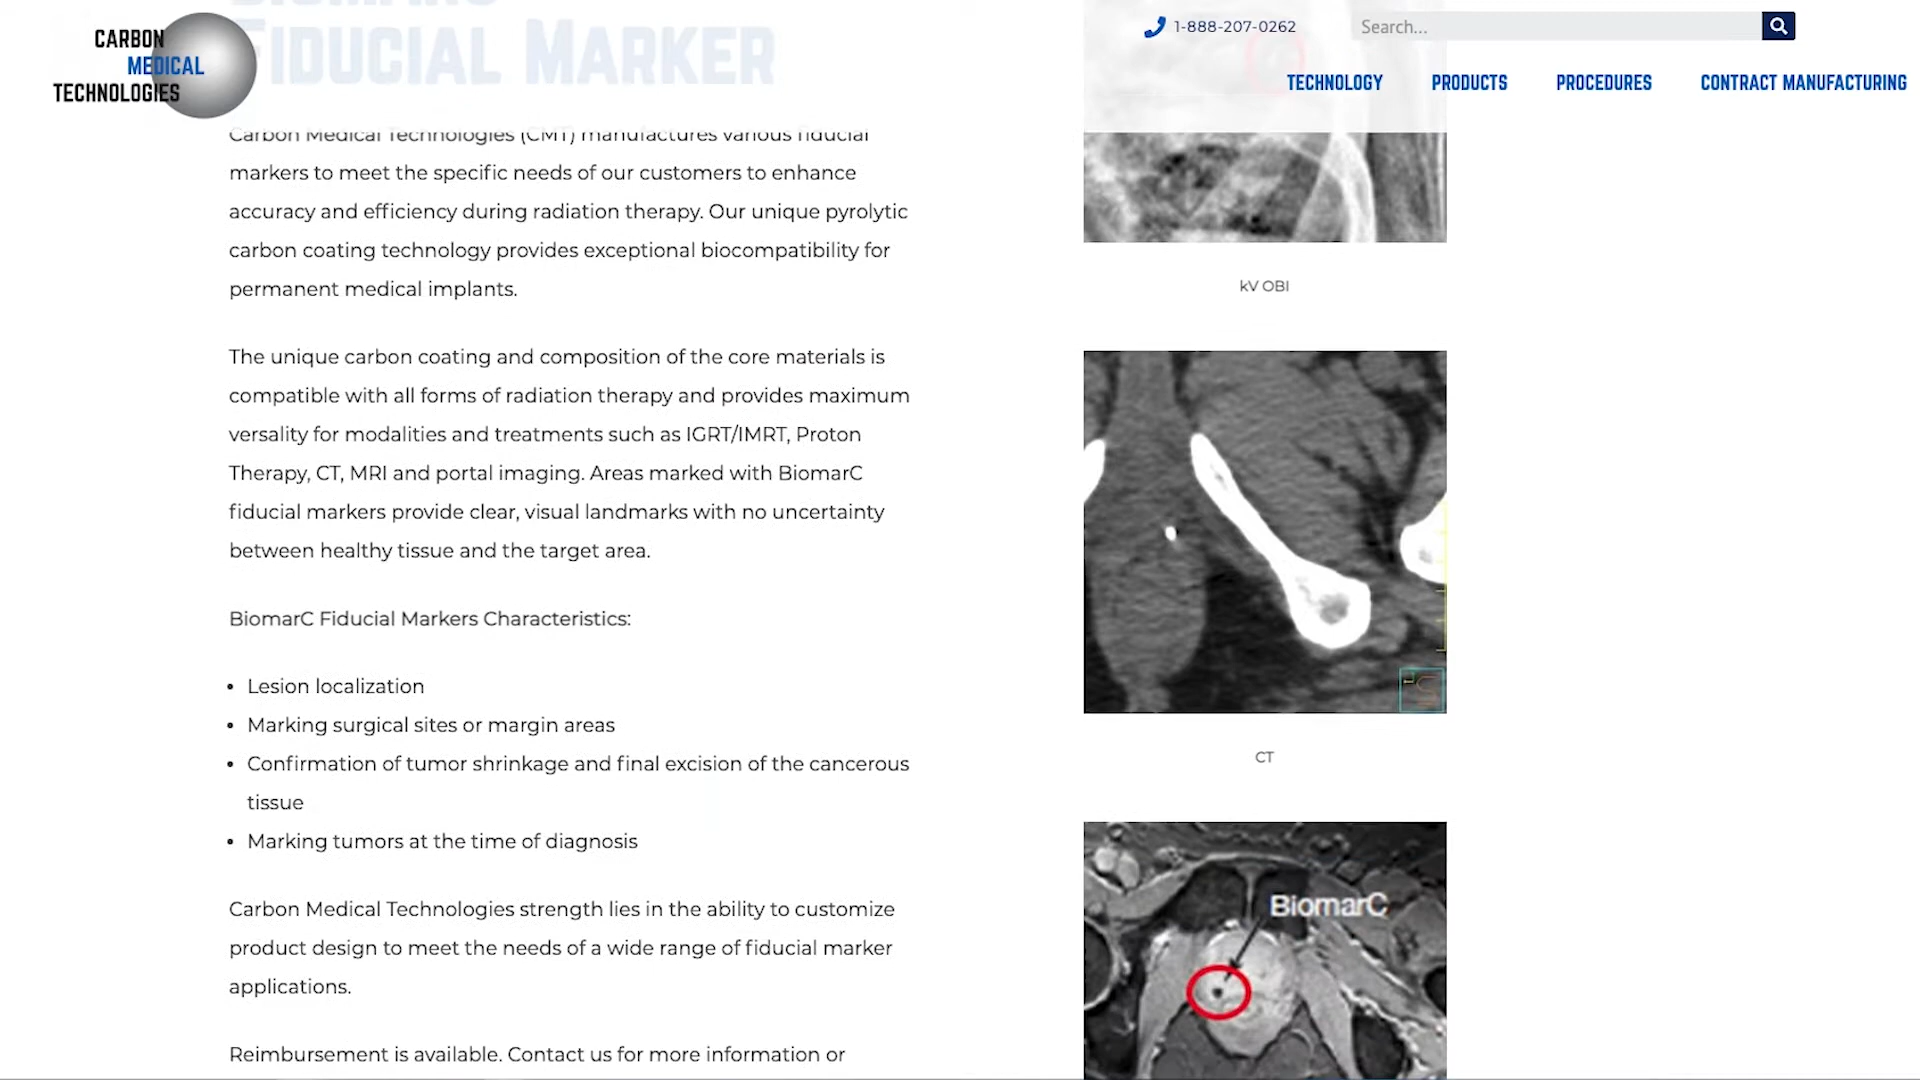 CARBON
MEDICAL
TECHNOLOGIES
1-888-207-0262
Search...
TECHNOLOGY
PRODUCTS
PROCEDURES
CONTRACT MANUFACTURING
FIDUCIAL MARKER
Carbon Medical Technologies (CMT) manufactures various fiducial
markers to meet the specific needs of our customers to enhance
accuracy and efficiency during radiation therapy. Our unique pyrolytic
carbon coating technology provides exceptional biocompatibility for
permanent medical implants.
The unique carbon coating and composition of the core materials is
compatible with all forms of radiation therapy and provides maximum
versality for modalities and treatments such as IGRT/IMRT, Proton
Therapy, CT, MRI and portal imaging. Areas marked with BiomarC
fiducial markers provide clear, visual landmarks with no uncertainty
between healthy tissue and the target area.
BiomarC Fiducial Markers Characteristics:
• Lesion localization
• Marking surgical sites or margin areas
• Confirmation of tumor shrinkage and final excision of the cancerous
tissue
• Marking tumors at the time of diagnosis
Carbon Medical Technologies strength lies in the ability to customize
product design to meet the needs of a wide range of fiducial marker
applications.
Reimbursement is available. Contact us for more information or
kV OBI
CT
BiomarC